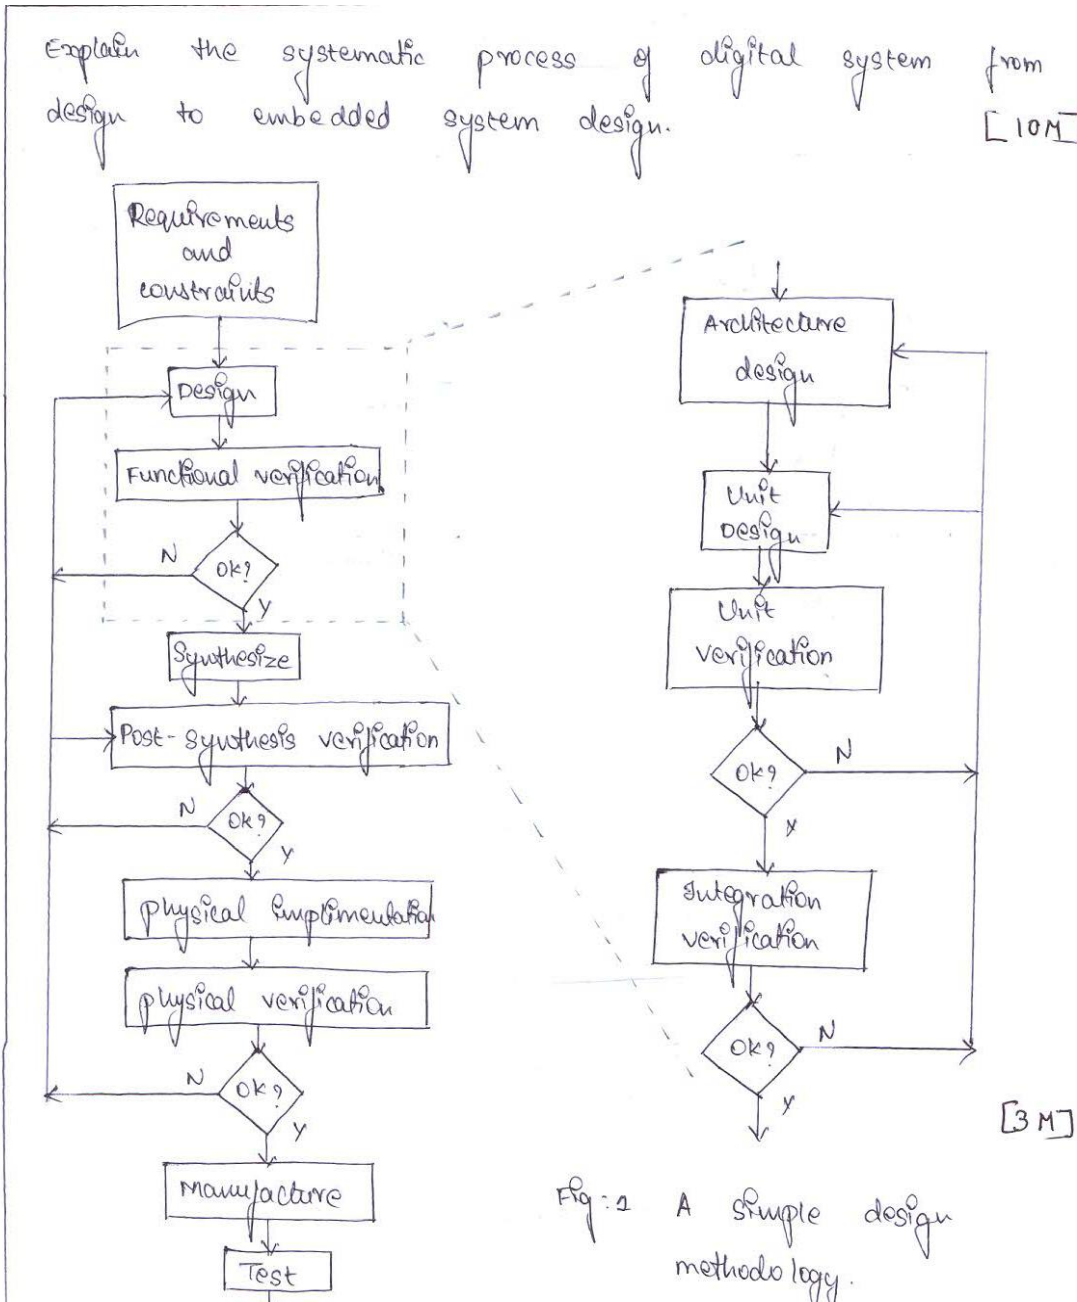 Explain the systematic process of digital system from
design to embedded system design.
[10M]
Requirements
and
constraints
Design
Functional verification
N
OK?
Y
Synthesize
Post-synthesis verification
N
OK?
Y
physical implimentation
physical verification
N
OK?
Y
Manufacture
Test
Architecture
design
Unit
Design
Unit
verification
OK?
N
Y
Integration
verification
OK?
N
Y
[3M]
Fig:1 A simple design
methodology.